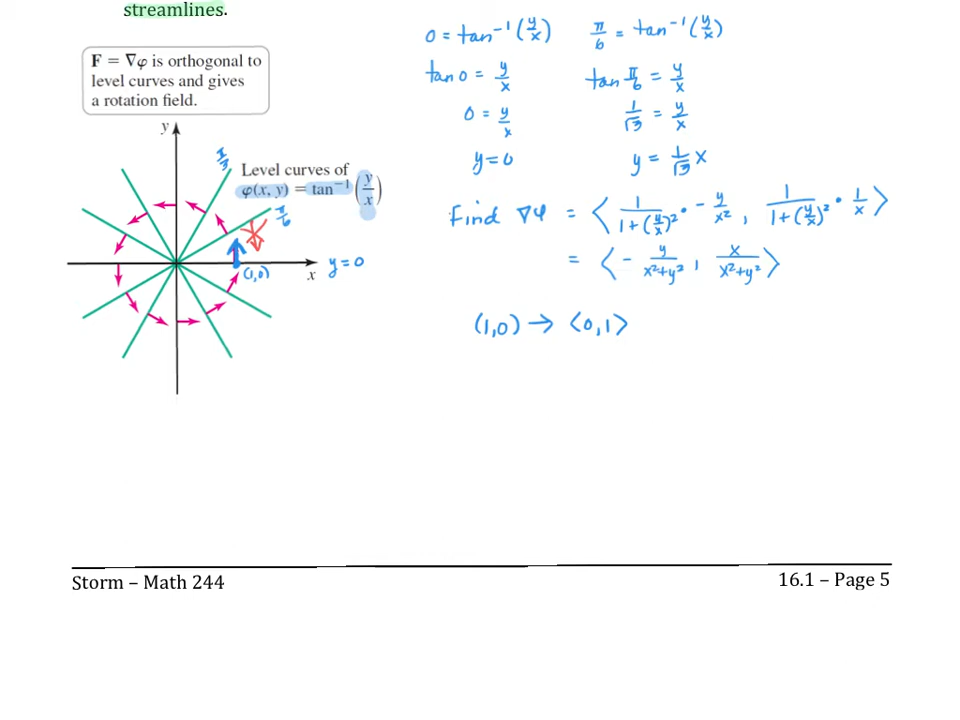 streamlines.
F = ∇φ is orthogonal to
level curves and gives
a rotation field.
y
π/3
Level curves of
φ(x, y) = tan⁻¹ (y/x)
π/6
(1,0)
x
y = 0
0 = tan⁻¹ (y/x)
tan 0 = y/x
0 = y/x
y = 0
π/6 = tan⁻¹ (y/x)
tan π/6 = y/x
1/√3 = y/x
y = 1/√3 x
Find ∇φ = ⟨ 1/(1+(y/x)²) · - y/x² , 1/(1+(y/x)²) · 1/x ⟩
= ⟨ - y/(x²+y²) , x/(x²+y²) ⟩
(1,0) → ⟨0,1⟩
Storm – Math 244
16.1 – Page 5